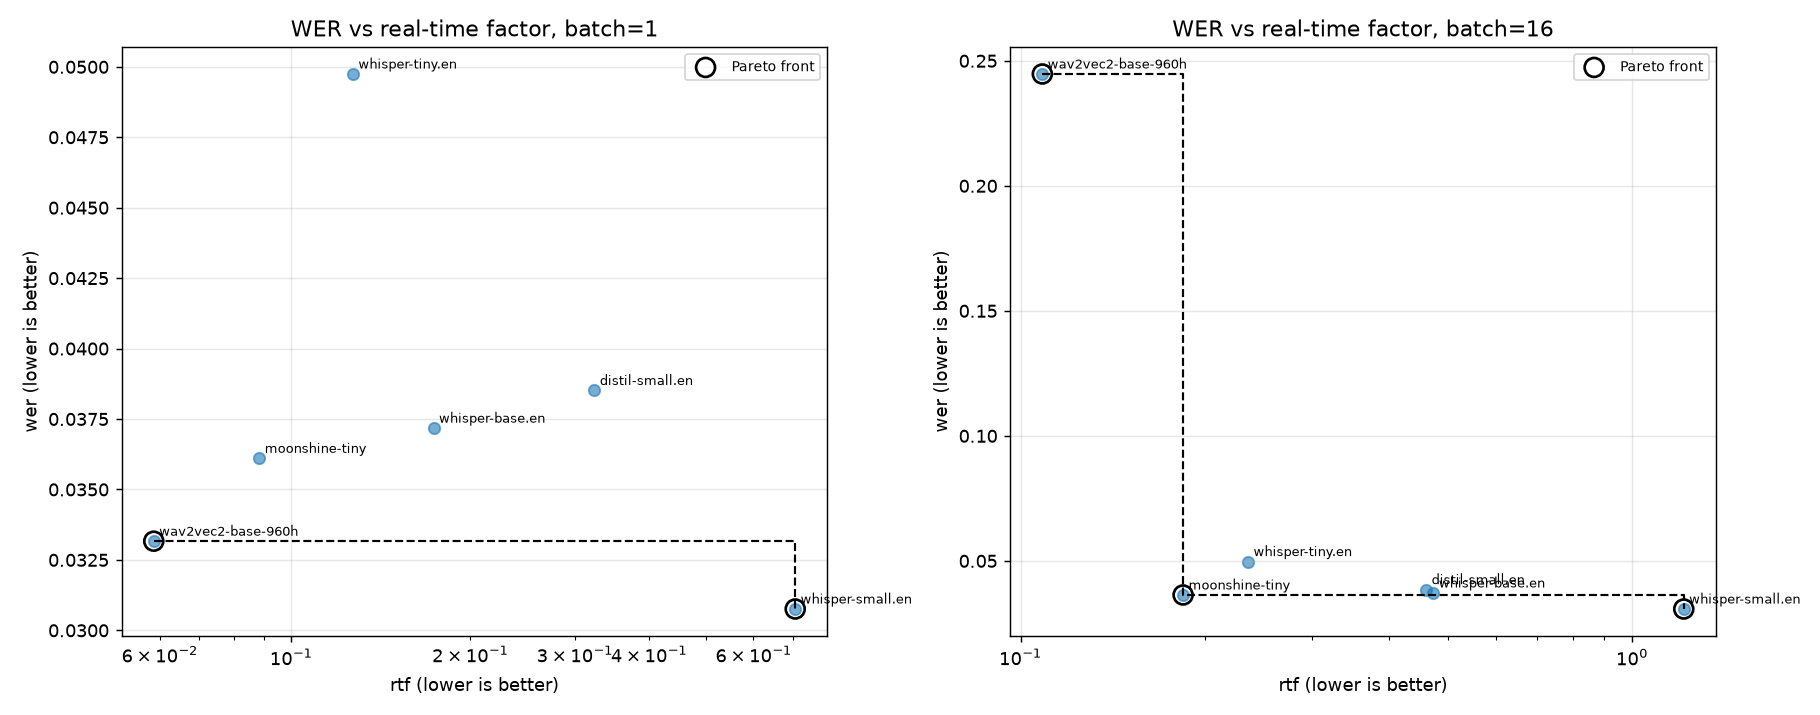 WER vs real-time factor, batch=1
Pareto front
whisper-tiny.en
distil-small.en
whisper-base.en
moonshine-tiny
wav2vec2-base-960h
whisper-small.en
0.0500
0.0475
0.0450
0.0425
0.0400
0.0375
0.0350
0.0325
0.0300
wer (lower is better)
6 × 10⁻²
10⁻¹
2 × 10⁻¹
3 × 10⁻¹
4 × 10⁻¹
6 × 10⁻¹
rtf (lower is better)
WER vs real-time factor, batch=16
Pareto front
wav2vec2-base-960h
whisper-tiny.en
moonshine-tiny
distil-small.en
whisper-base.en
whisper-small.en
0.25
0.20
0.15
0.10
0.05
wer (lower is better)
10⁻¹
10⁰
rtf (lower is better)